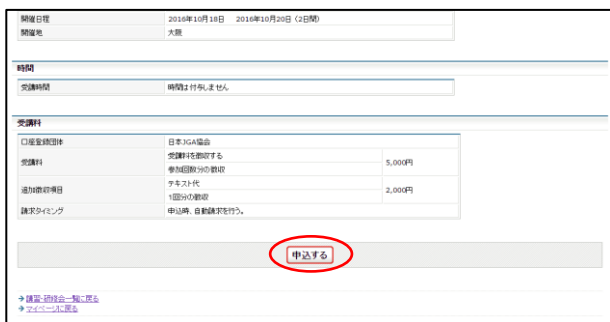 開催日程 2016年10月18日 2016年10月20日（2日間）
開催地 大阪
時間
受講時間 時間は付与しません
受講料
口座登録団体 日本JGA協会
受講料 受講料を徴収する 5,000円
参加回数分の徴収
追加徴収項目 テキスト代 2,000円
1回分の徴収
請求タイミング 申込時、自動請求を行う。
申込する
講習・研修会一覧に戻る
マイページに戻る